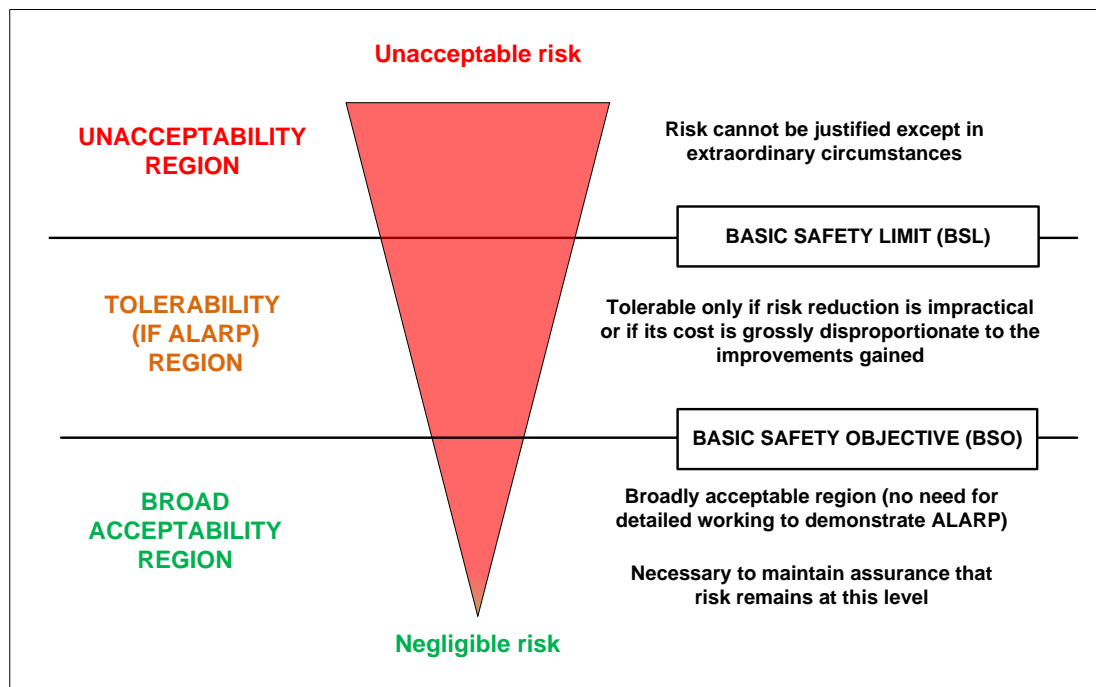 Unacceptable risk
UNACCEPTABILITY
REGION
Risk cannot be justified except in
extraordinary circumstances
BASIC SAFETY LIMIT (BSL)
TOLERABILITY
(IF ALARP)
REGION
Tolerable only if risk reduction is impractical
or if its cost is grossly disproportionate to the
improvements gained
BASIC SAFETY OBJECTIVE (BSO)
BROAD
ACCEPTABILITY
REGION
Broadly acceptable region (no need for
detailed working to demonstrate ALARP)
Necessary to maintain assurance that
risk remains at this level
Negligible risk